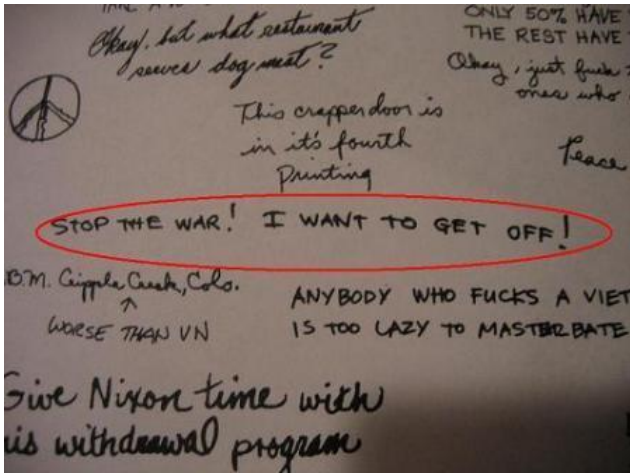 Okay, but what restaurant
serves dog meat?
ONLY 50% HAVE
THE REST HAVE
Okay, just fuck
ones who
This crapper door is
in it's fourth
Printing
Peace
STOP THE WAR! I WANT TO GET OFF!
B.M. Cripple Creek, Colo.
WORSE THAN VN
ANYBODY WHO FUCKS A VIET
IS TOO LAZY TO MASTERBATE
Give Nixon time with
his withdrawal program